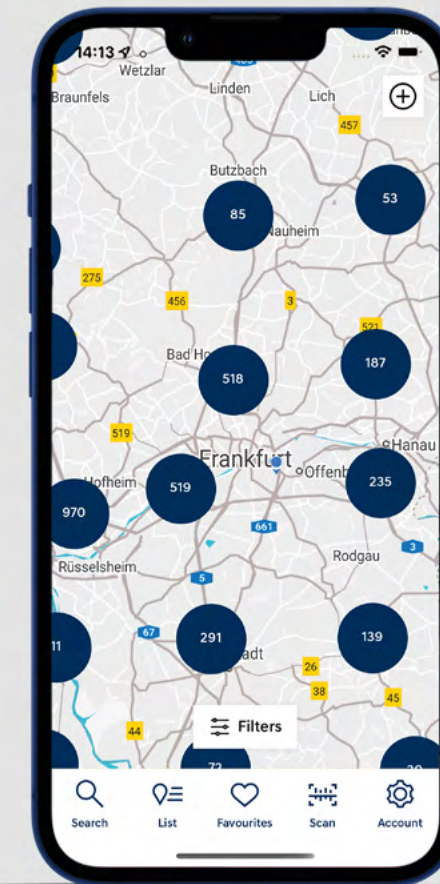 14:13
Wetzlar
Braunfels
Linden
Lich
457
Butzbach
85
53
Nauheim
275
456
3
521
Bad Ho
518
187
519
Frankfurt
Hanau
Offenb
Hofheim
519
235
970
661
Rodgau
3
Rüsselsheim
5
67
291
139
11
adt
26
38
45
44
Filters
72
Search
List
Favourites
Scan
Account